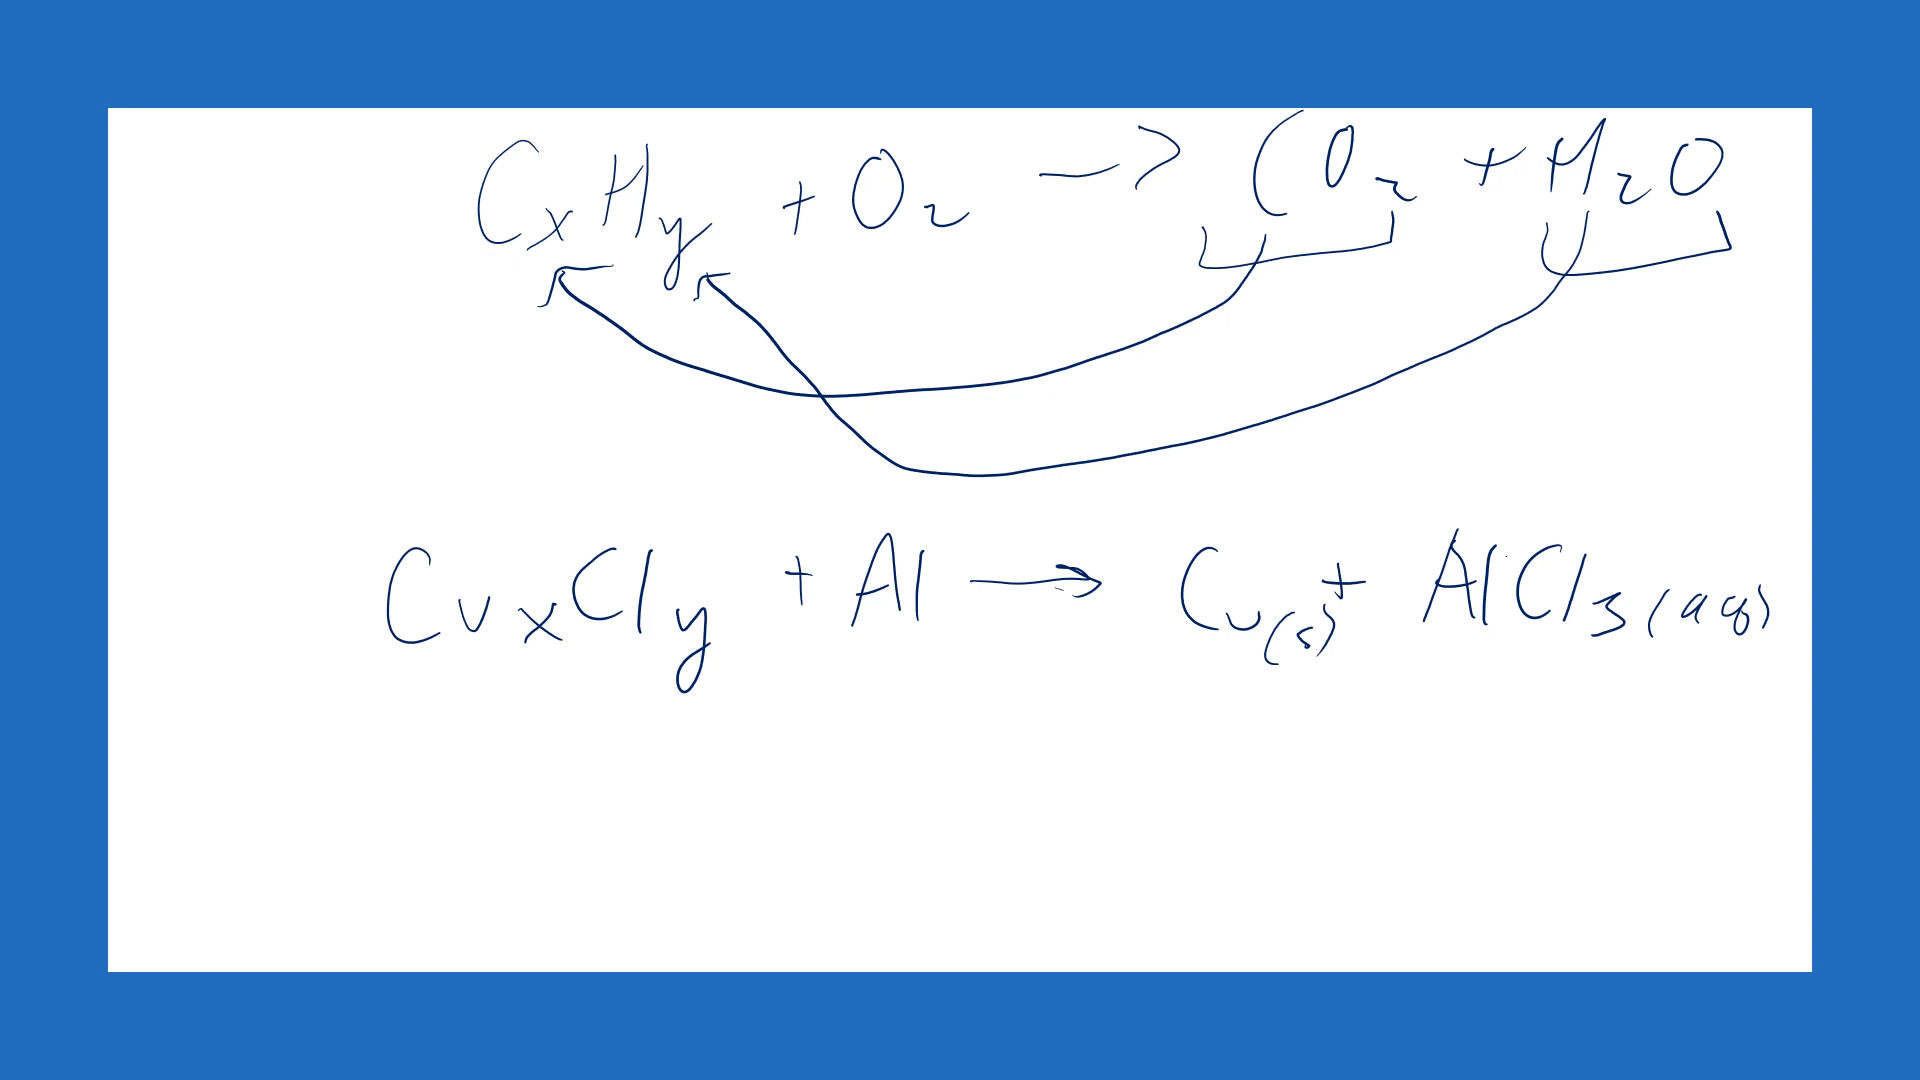 CxHy + O2 -> CO2 + H2O
CuxCly + Al → Cu(s) + AlCl3(aq)